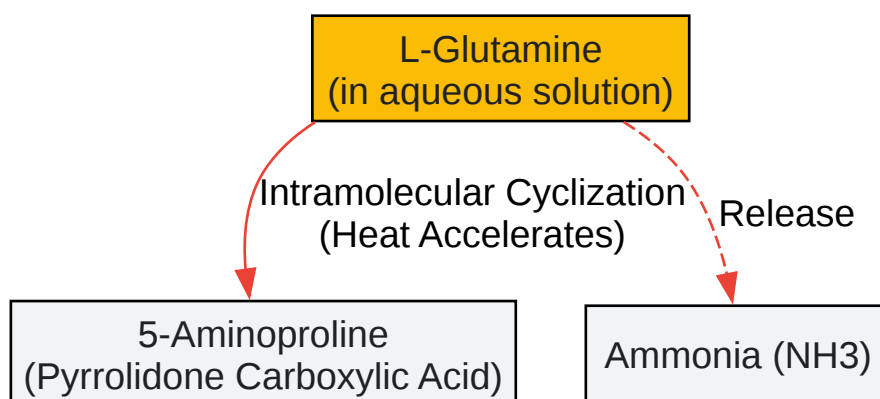 L-Glutamine
(in aqueous solution)
Intramolecular Cyclization
(Heat Accelerates)
Release
5-Aminoproline
(Pyrrolidone Carboxylic Acid)
Ammonia (NH3)